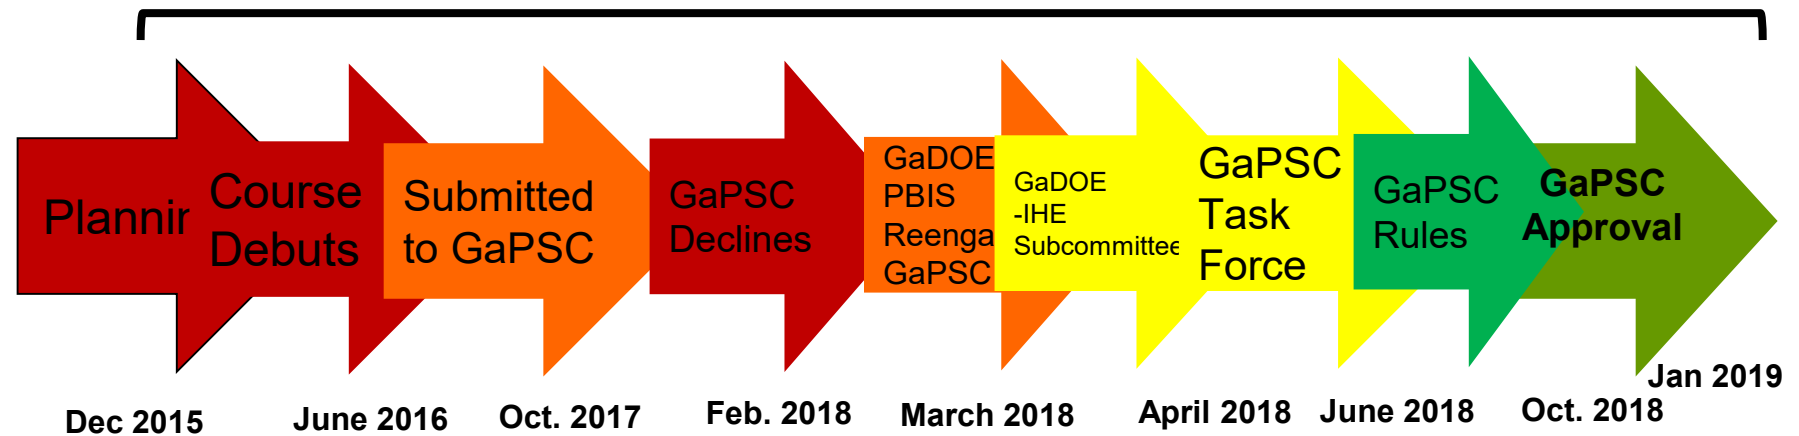 Plannin
Course
Debuts
Submitted
to GaPSC
GaPSC
Declines
GaDOE
PBIS
Reenga
GaPSC
GaDOE
-IHE
Subcommittee
GaPSC
Task
Force
GaPSC
Rules
GaPSC
Approval
Dec 2015
June 2016
Oct. 2017
Feb. 2018
March 2018
April 2018
June 2018
Oct. 2018
Jan 2019